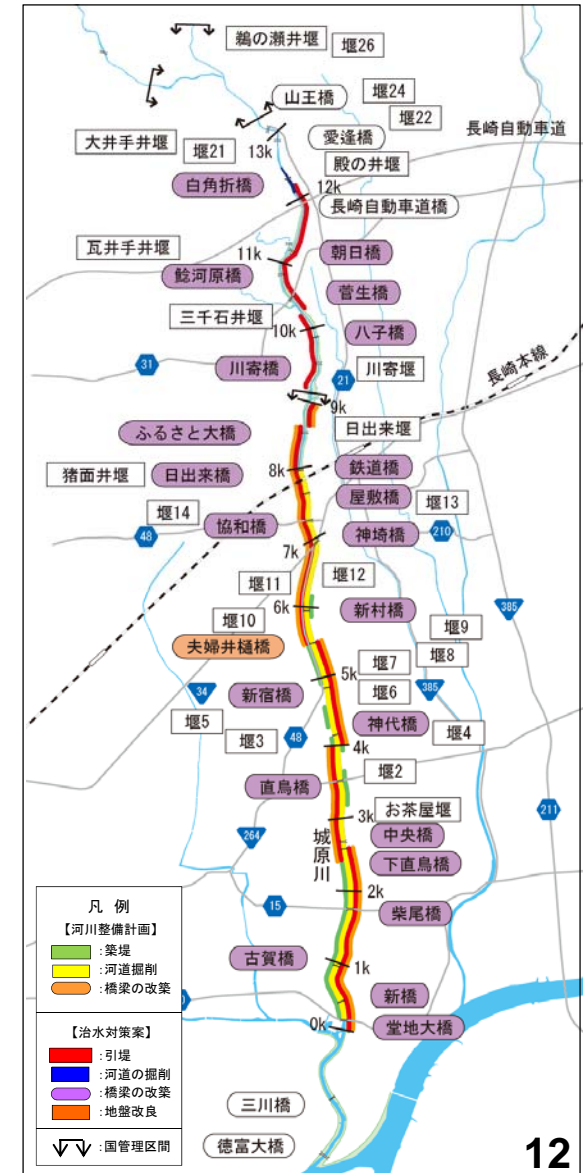 鵜の瀬井堰
堰26
山王橋
堰24
堰22
大井手井堰
13k
愛逢橋
長崎自動車道
堰21
殿の井堰
白角折橋
12k
長崎自動車道橋
瓦井手井堰
11k
朝日橋
鯰河原橋
菅生橋
三千石井堰
10k
八子橋
31
川寄橋
21
川寄堰
長崎本線
9k
ふるさと大橋
日出来堰
猪面井堰
日出来橋
8k
鉄道橋
屋敷橋
堰13
堰14
48
協和橋
7k
神埼橋
210
堰11
堰12
385
堰10
6k
新村橋
堰9
夫婦井樋橋
堰8
堰7
5k
34
新宿橋
堰6
385
堰5
堰3
48
神代橋
堰4
4k
直鳥橋
堰2
3k
お茶屋堰
211
264
城原川
中央橋
下直鳥橋
2k
15
柴尾橋
古賀橋
1k
新橋
0k
堂地大橋
三川橋
徳富大橋
凡 例
【河川整備計画】
:築堤
:河道掘削
:橋梁の改築
【治水対策案】
:引堤
:河道の掘削
:橋梁の改築
:地盤改良
:国管理区間
12